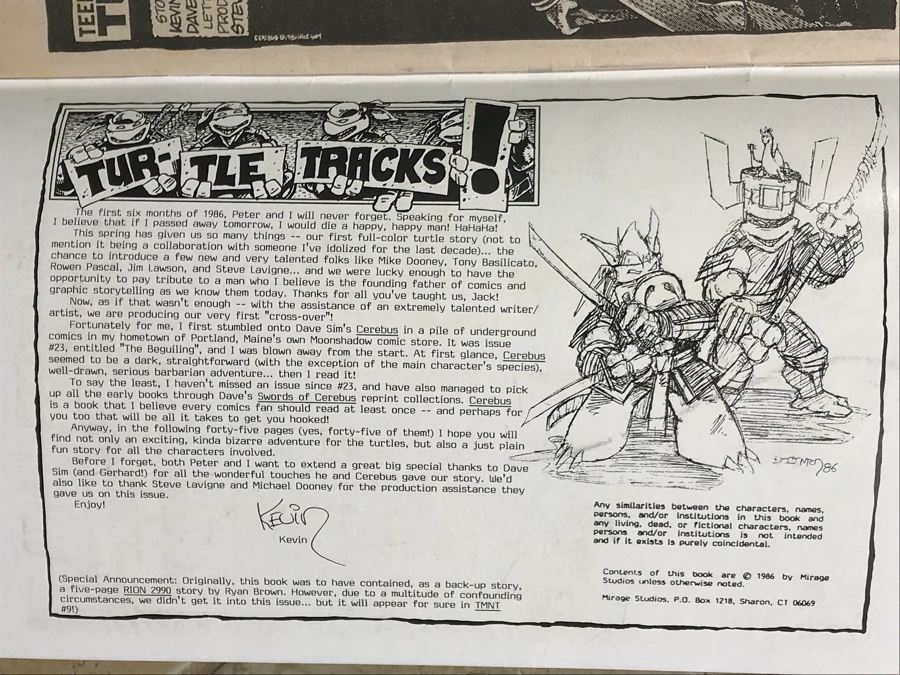 TEE
T
STO
KEVIN
DAVE
LETT
PROD
STEV
TUR- TLE TRACKS!
The first six months of 1986, Peter and I will never forget. Speaking for myself,
I believe that if I passed away tomorrow, I would die a happy, happy man! HaHaHa!
This spring has given us so many things -- our first full-color turtle story (not to
mention it being a collaboration with someone I've idolized for the last decade)... the
chance to introduce a few new and very talented folks like Mike Dooney, Tony Basilicato,
Rowen Pascal, Jim Lawson, and Steve Lavigne... and we were lucky enough to have the
opportunity to pay tribute to a man who I believe is the founding father of comics and
graphic storytelling as we know them today. Thanks for all you've taught us, Jack!
Now, as if that wasn't enough -- with the assistance of an extremely talented writer/
artist, we are producing our very first "cross-over"!
Fortunately for me, I first stumbled onto Dave Sim's Cerebus in a pile of underground
comics in my hometown of Portland, Maine's own Moonshadow comic store. It was issue
#23, entitled "The Beguiling", and I was blown away from the start. At first glance, Cerebus
seemed to be a dark, straightforward (with the exception of the main character's species),
well-drawn, serious barbarian adventure... then I read it!
To say the least, I haven't missed an issue since #23, and have also managed to pick
up all the early books through Dave's Swords of Cerebus reprint collections. Cerebus
is a book that I believe every comics fan should read at least once -- and perhaps for
you too that will be all it takes to get you hooked!
Anyway, in the following forty-five pages (yes, forty-five of them!) I hope you will
find not only an exciting, kinda bizarre adventure for the turtles, but also a just plain
fun story for all the characters involved.
Before I forget, both Peter and I want to extend a great big special thanks to Dave
Sim (and Gerhard!) for all the wonderful touches he and Cerebus gave our story. We'd
also like to thank Steve Lavigne and Michael Dooney for the production assistance they
gave us on this issue.
Enjoy!
Kevin
Kevin
(Special Announcement: Originally, this book was to have contained, as a back-up story,
a five-page RION 2990 story by Ryan Brown. However, due to a multitude of confounding
circumstances, we didn't get it into this issue... but it will appear for sure in TMNT
#9!)
86
Any similarities between the characters, names,
persons, and/or institutions in this book and
any living, dead, or fictional characters, names
persons and/or institutions is not intended
and if it exists is purely coincidental.
Contents of this book are © 1986 by Mirage
Studios unless otherwise noted.
Mirage Studios, P.O. Box 1218, Sharon, CT 06069